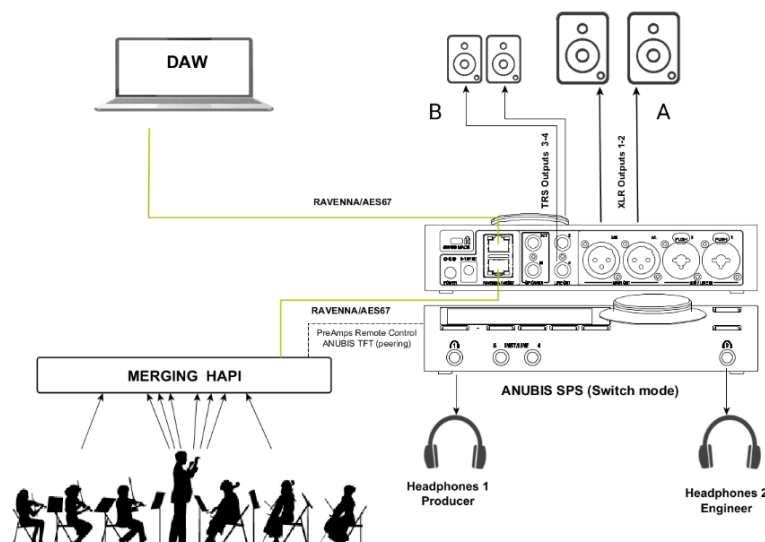 DAW
B
A
TRS Outputs 3-4
XLR Outputs 1-2
RAVENNA/AES67
POWER
RAVENNA/AES67
PreAmps Remote Control
ANUBIS TFT (peering)
MERGING HAPI
ANUBIS SPS (Switch mode)
Headphones 1
Producer
Headphones 2
Engineer